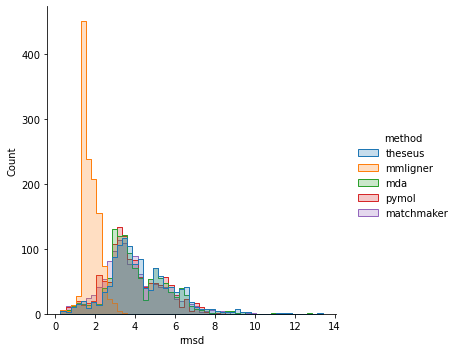 400
300
200
100
0
Count
0 2 4 6 8 10 12 14
rmsd
method
theseus
mmligner
mda
pymol
matchmaker